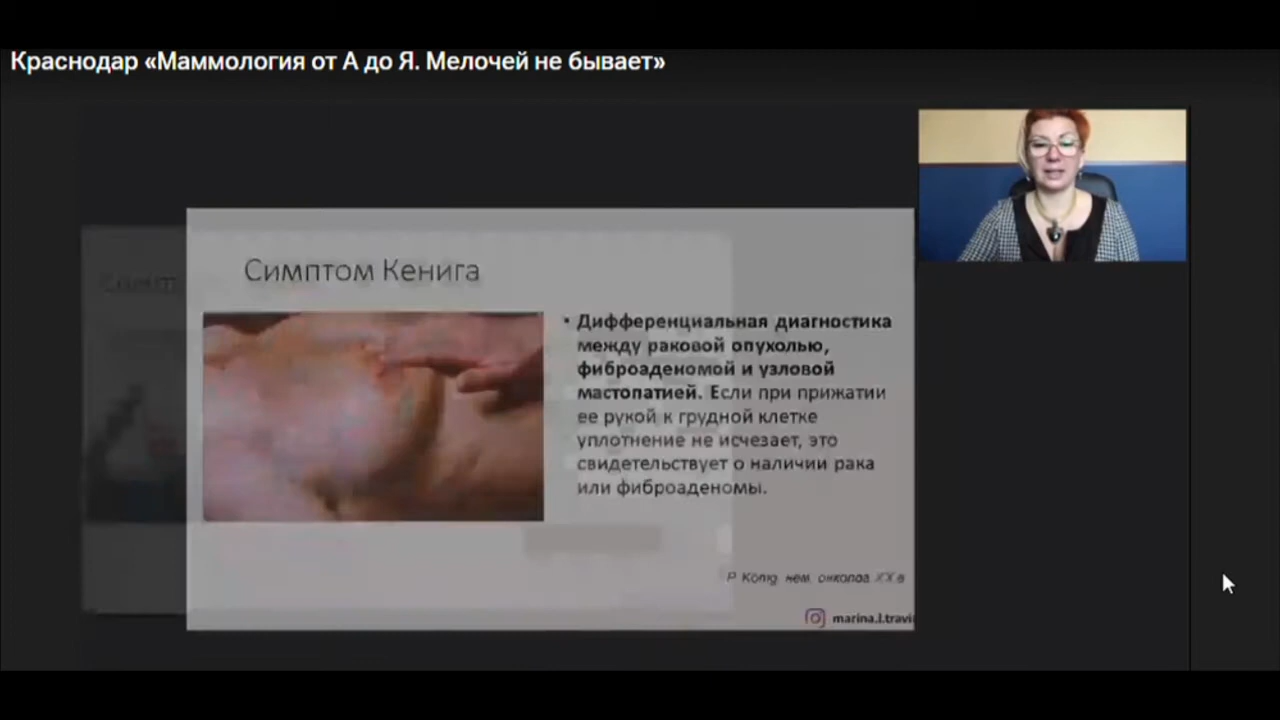 Краснодар «Маммология от А до Я. Мелочей не бывает»
Симптом Кенига
• Дифференциальная диагностика
между раковой опухолью,
фиброаденомой и узловой
мастопатией. Если при прижатии
ее рукой к грудной клетке
уплотнение не исчезает, это
свидетельствует о наличии рака
или фиброаденомы.
P Konig нем. онколог XX в
marina.l.travi